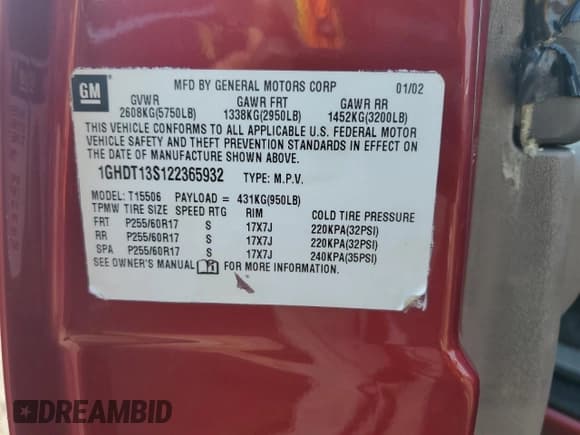 GM
MFD BY GENERAL MOTORS CORP 01/02
GVWR GAWR FRT GAWR RR
2608KG(5750LB) 1338KG(2950LB) 1452KG(3200LB)
THIS VEHICLE CONFORMS TO ALL APPLICABLE U.S. FEDERAL MOTOR
VEHICLE SAFETY AND THEFT PREVENTION STANDARDS IN EFFECT ON
THE DATE OF MANUFACTURE SHOWN ABOVE.
1GHDT13S122365932 TYPE: M.P.V.
MODEL: T15506 PAYLOAD = 431KG(950LB)
TPMW TIRE SIZE SPEED RTG RIM COLD TIRE PRESSURE
FRT P255/60R17 S 17X7J 220KPA(32PSI)
RR P255/60R17 S 17X7J 220KPA(32PSI)
SPA P255/60R17 S 17X7J 240KPA(35PSI)
SEE OWNER'S MANUAL FOR MORE INFORMATION.
DREAMBID